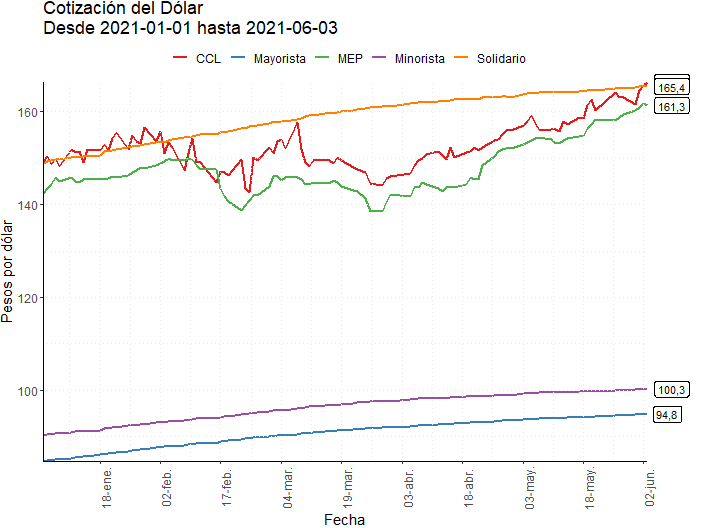 Cotización del Dólar
Desde 2021-01-01 hasta 2021-06-03
CCL Mayorista MEP Minorista Solidario
Pesos por dólar
160
140
120
100
165,4
161,3
100,3
94,8
18-ene.
02-feb.
17-feb.
04-mar.
19-mar.
03-abr.
18-abr.
03-may.
18-may.
02-jun.
Fecha